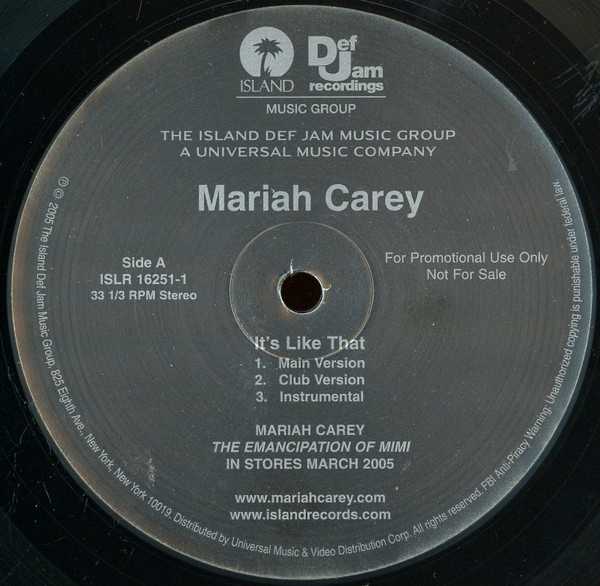 ISLAND
Def Jam recordings
MUSIC GROUP
THE ISLAND DEF JAM MUSIC GROUP
A UNIVERSAL MUSIC COMPANY
Mariah Carey
Side A
ISLR 16251-1
33 1/3 RPM Stereo
For Promotional Use Only
Not For Sale
It's Like That
1. Main Version
2. Club Version
3. Instrumental
MARIAH CAREY
THE EMANCIPATION OF MIMI
IN STORES MARCH 2005
www.mariahcarey.com
www.islandrecords.com
℗ © 2005 The Island Def Jam Music Group, 825 Eighth Ave., New York, New York 10019. Distributed by Universal Music & Video Distribution Corp. All rights reserved. FBI Anti-Piracy Warning: Unauthorized copying is punishable under federal law.